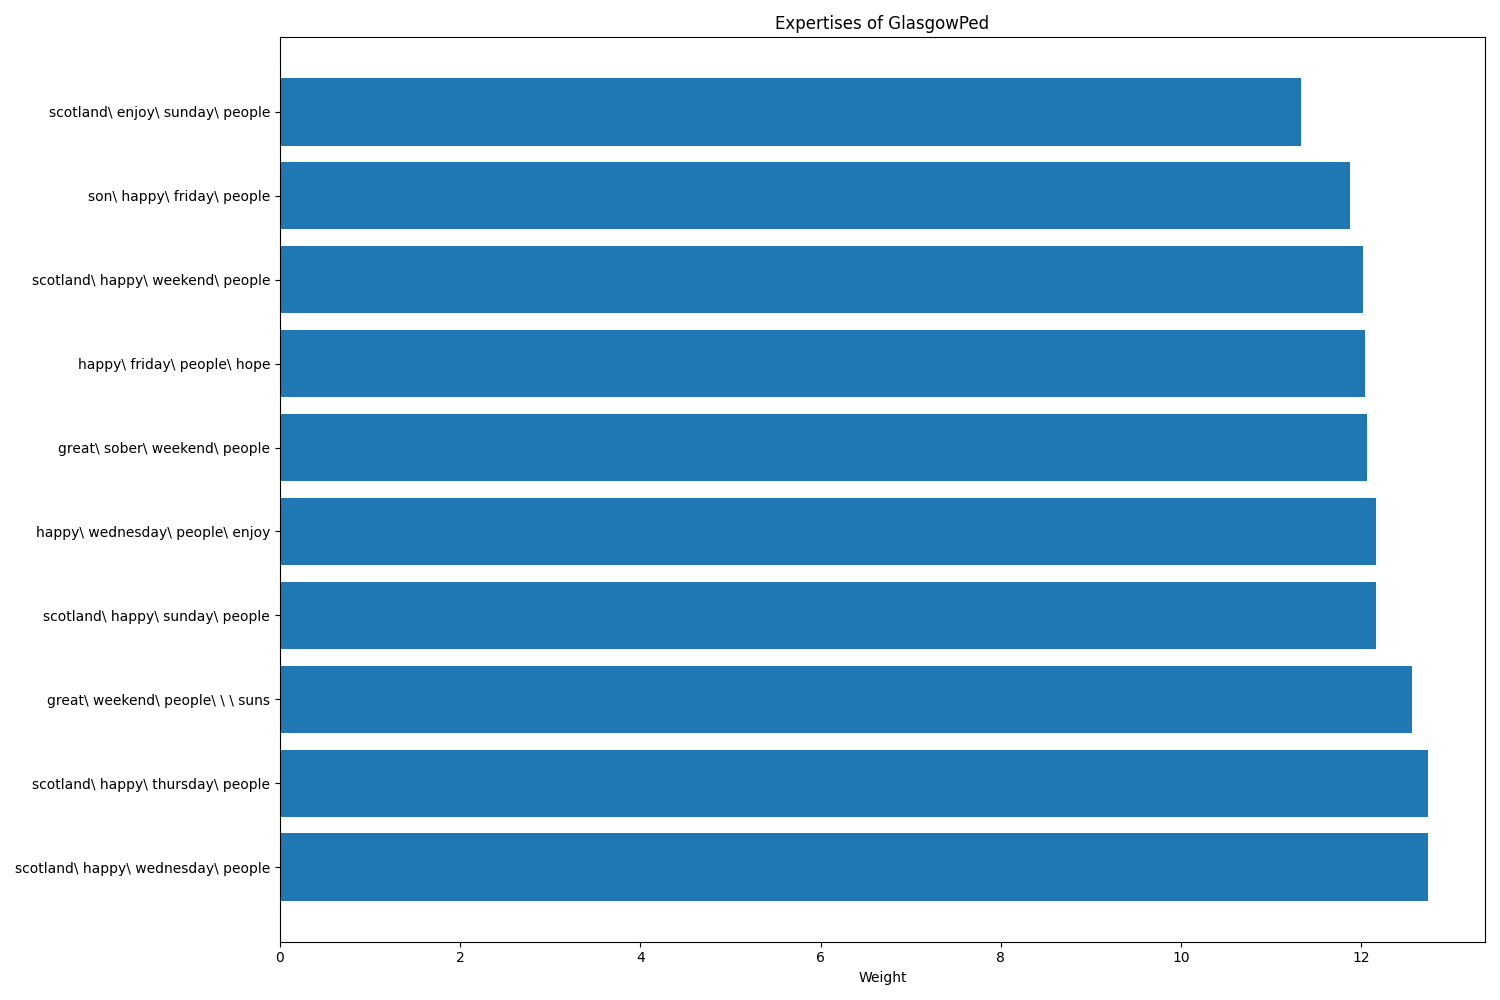 Expertises of GlasgowPed
scotland\ enjoy\ sunday\ people
son\ happy\ friday\ people
scotland\ happy\ weekend\ people
happy\ friday\ people\ hope
great\ sober\ weekend\ people
happy\ wednesday\ people\ enjoy
scotland\ happy\ sunday\ people
great\ weekend\ people\ \ \ suns
scotland\ happy\ thursday\ people
scotland\ happy\ wednesday\ people
0 2 4 6 8 10 12
Weight